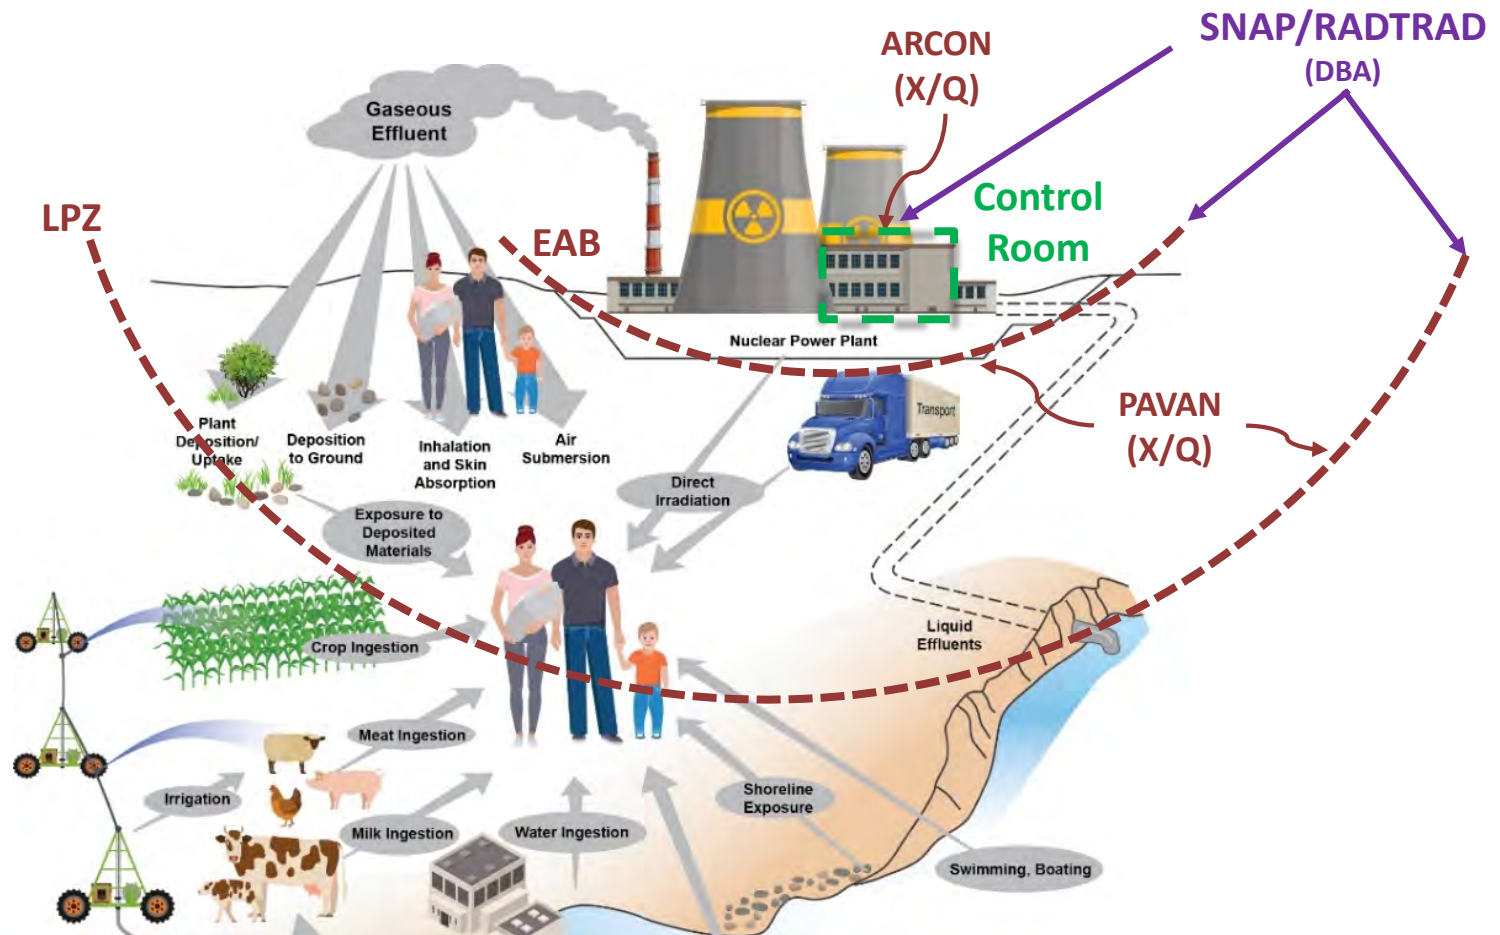 SNAP/RADTRAD
(DBA)
ARCON
(X/Q)
Gaseous
Effluent
Control
Room
LPZ
EAB
Nuclear Power Plant
Transport
PAVAN
(X/Q)
Plant
Deposition/
Uptake
Deposition
to Ground
Inhalation
and Skin
Absorption
Air
Submersion
Direct
Irradiation
Exposure to
Deposited
Materials
Liquid
Effluents
Crop Ingestion
Meat Ingestion
Irrigation
Milk Ingestion
Water Ingestion
Shoreline
Exposure
Swimming, Boating